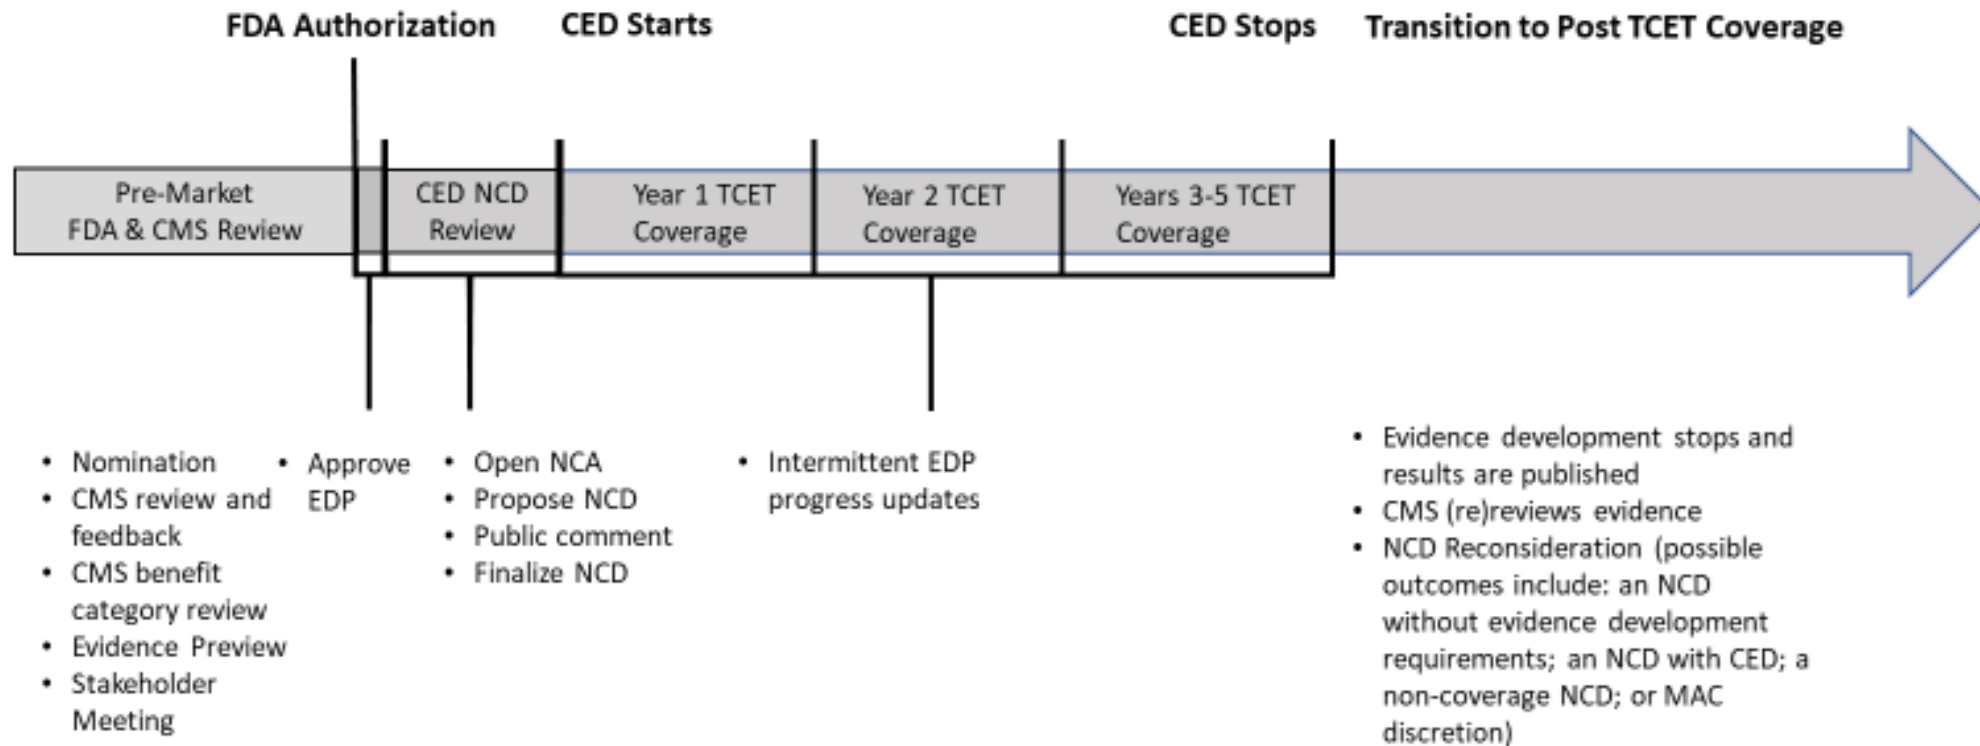 FDA Authorization
CED Starts
CED Stops
Transition to Post TCET Coverage
Pre-Market
FDA & CMS Review
CED NCD
Review
Year 1 TCET
Coverage
Year 2 TCET
Coverage
Years 3-5 TCET
Coverage
• Nomination
• CMS review and
feedback
• CMS benefit
category review
• Evidence Preview
• Stakeholder
Meeting
• Approve
EDP
• Open NCA
• Propose NCD
• Public comment
• Finalize NCD
• Intermittent EDP
progress updates
• Evidence development stops and
results are published
• CMS (re)reviews evidence
• NCD Reconsideration (possible
outcomes include: an NCD
without evidence development
requirements; an NCD with CED; a
non-coverage NCD; or MAC
discretion)